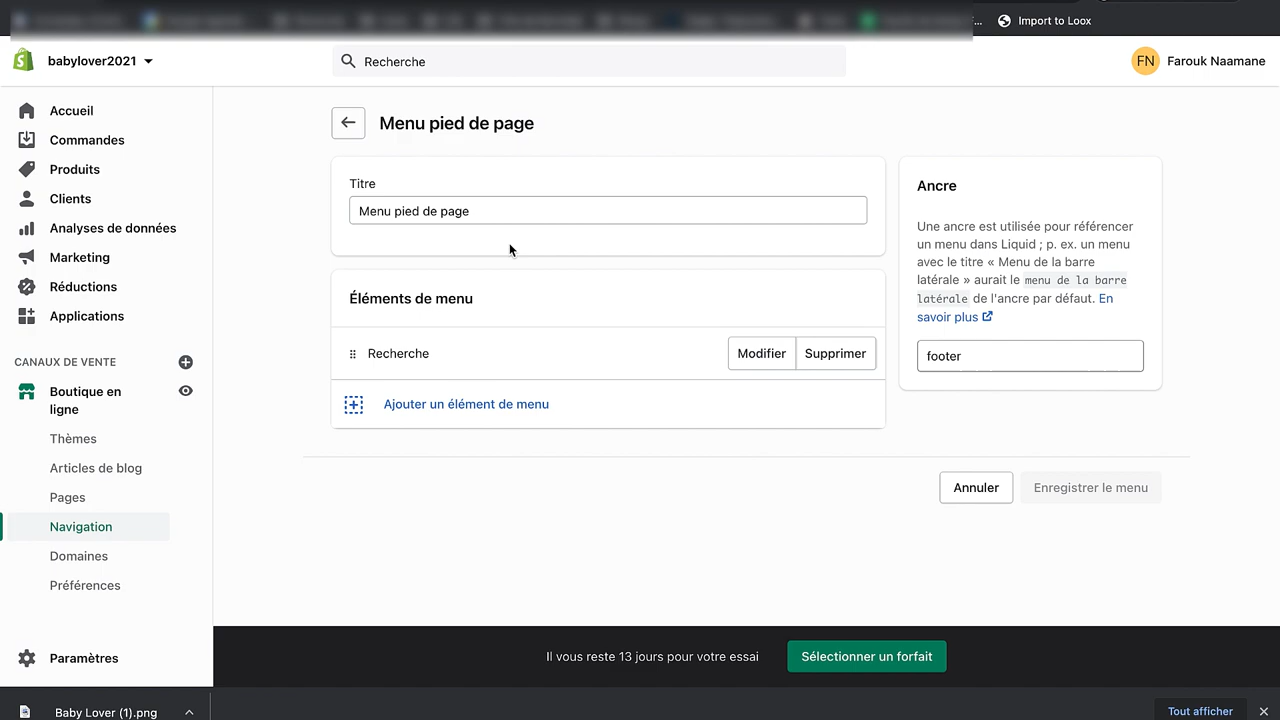 Import to Loox
babylover2021
Recherche
FN Farouk Naamane
Accueil
Commandes
Produits
Clients
Analyses de données
Marketing
Réductions
Applications
CANAUX DE VENTE
Boutique en
ligne
Thèmes
Articles de blog
Pages
Navigation
Domaines
Préférences
Paramètres
Menu pied de page
Titre
Menu pied de page
Éléments de menu
Recherche
Modifier
Supprimer
Ajouter un élément de menu
Ancre
Une ancre est utilisée pour référencer
un menu dans Liquid ; p. ex. un menu
avec le titre « Menu de la barre
latérale » aurait le menu de la barre
latérale de l'ancre par défaut. En
savoir plus
footer
Annuler
Enregistrer le menu
Il vous reste 13 jours pour votre essai
Sélectionner un forfait
Baby Lover (1).png
Tout afficher